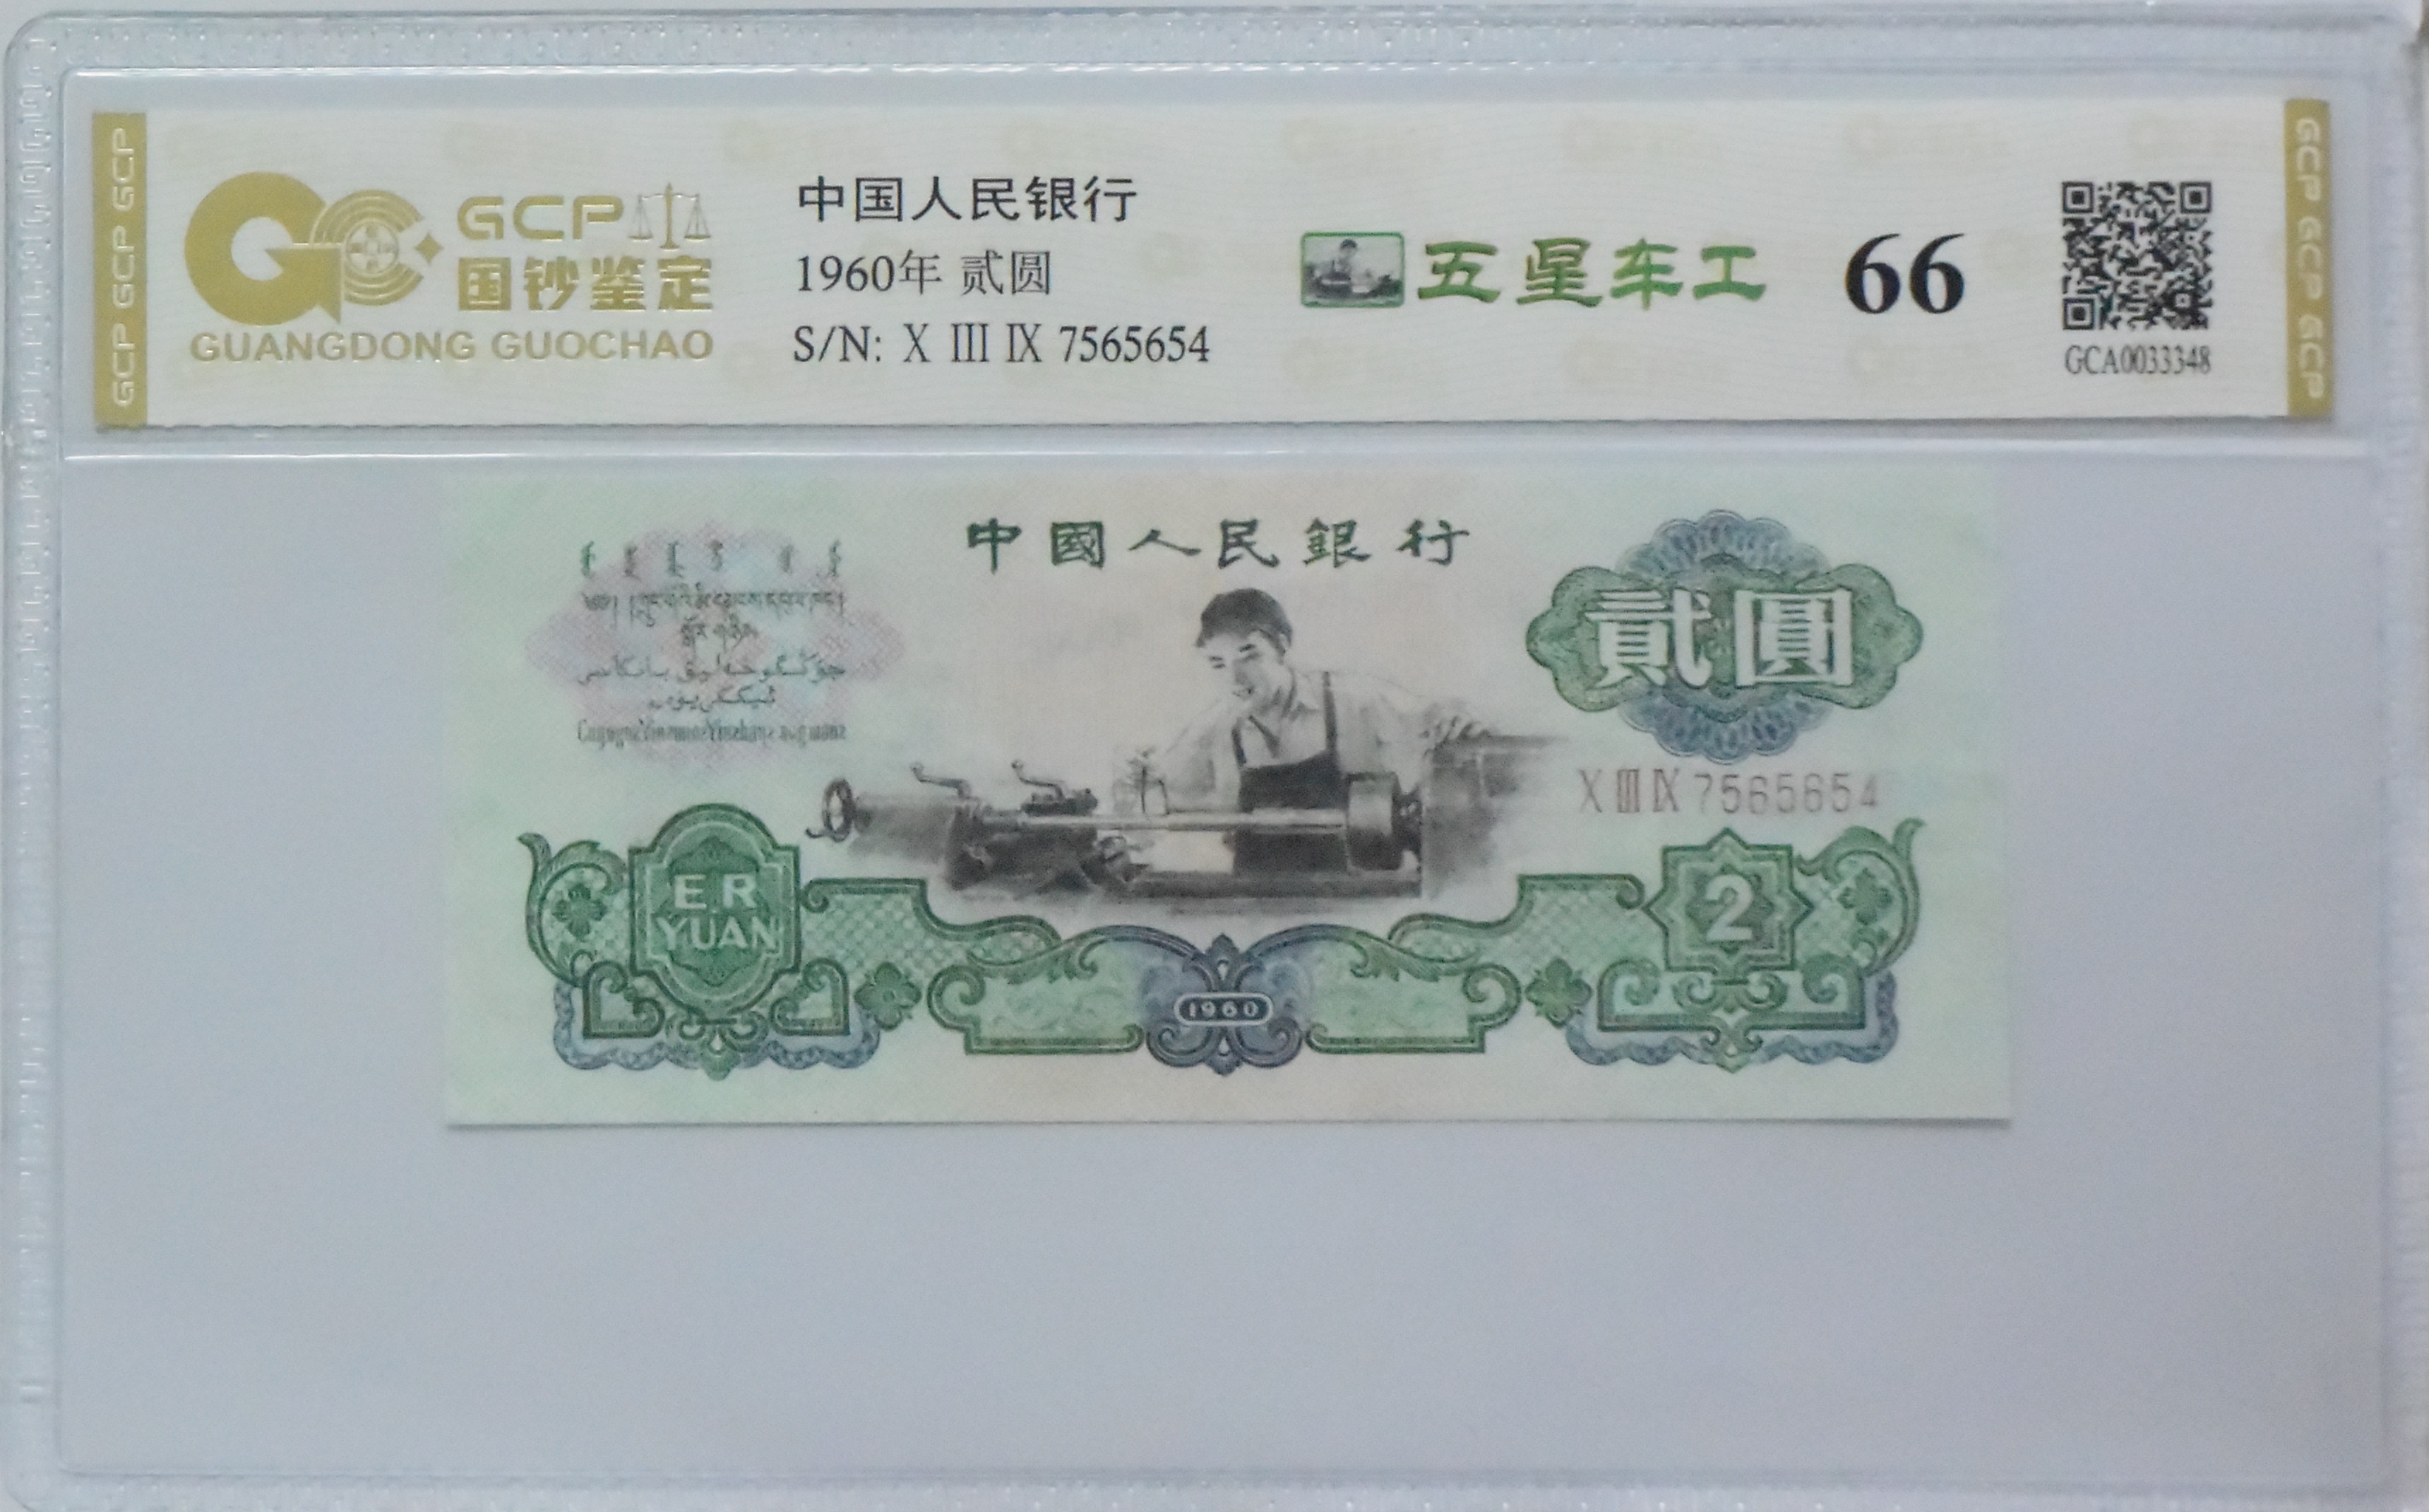 GCP GCP GCP
GCP
国钞鉴定
GUANGDONG GUOCHAO
中国人民银行
1960年 贰圆
S/N: X III IX 7565654
五星车工
66
GCA0033348
GCP GCP GCP
中國人民銀行
貳圓
X III IX 7565654
E.R
YUAN
2
1960